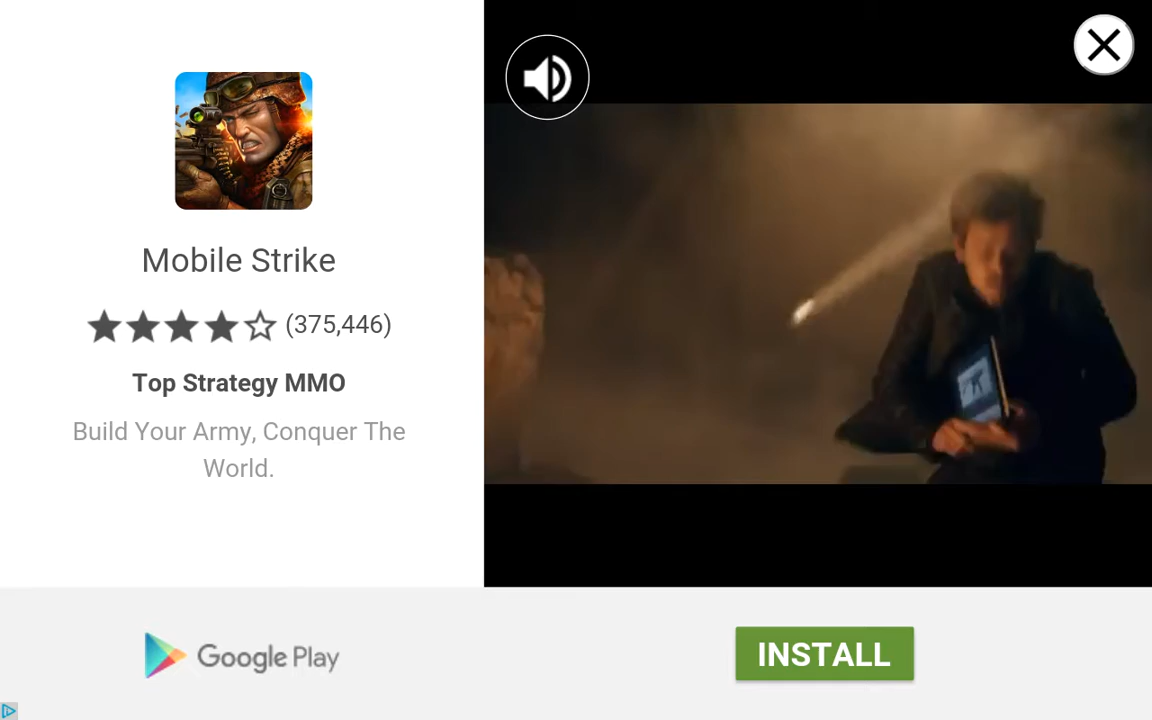 Mobile Strike
(375,446)
Top Strategy MMO
Build Your Army, Conquer The
World.
Google Play
INSTALL